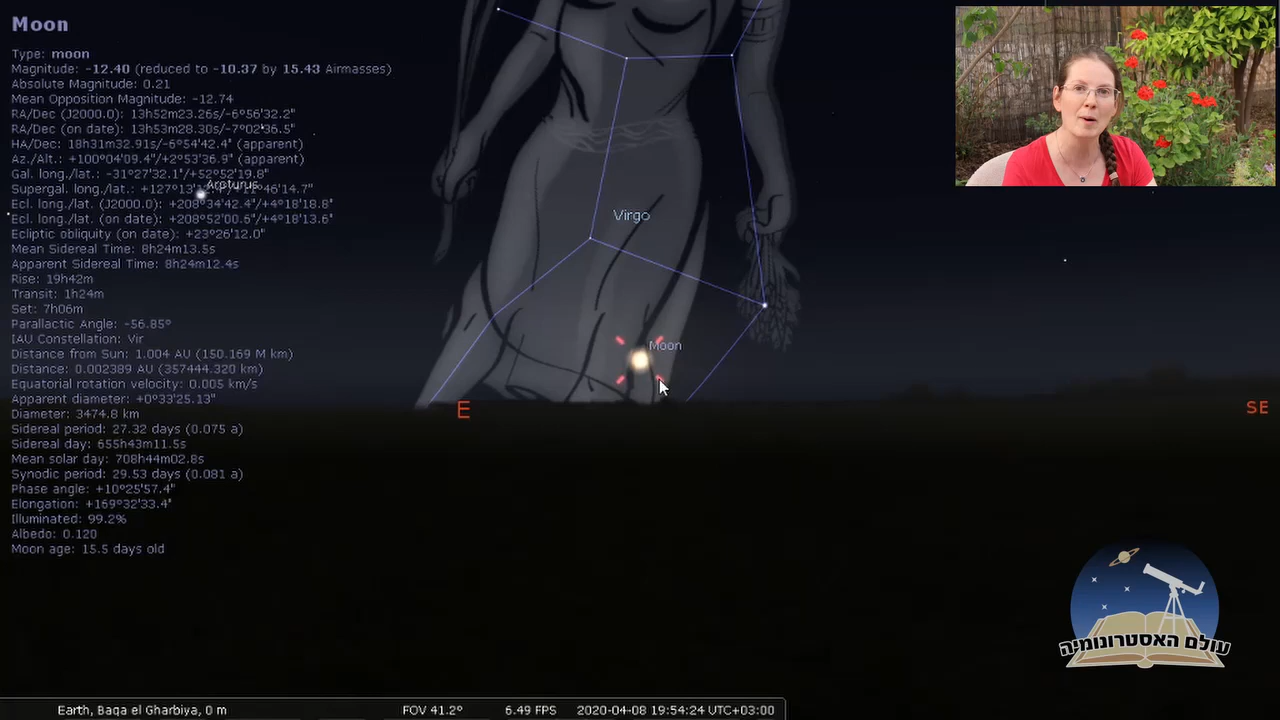 Moon
Type: moon
Magnitude: -12.40 (reduced to -10.37 by 15.43 Airmasses)
Absolute Magnitude: 0.21
Mean Opposition Magnitude: -12.74
RA/Dec (J2000.0): 13h52m23.26s/-6°56'32.2"
RA/Dec (on date): 13h53m28.30s/-7°02'36.5"
HA/Dec: 18h31m32.91s/-6°54'42.4" (apparent)
Az./Alt.: +100°04'09.4"/+2°53'36.9" (apparent)
Gal. long./lat.: -31°27'32.1"/+52°52'19.8"
Supergal. long./lat.:
Arcturus
Ecl. long./lat. (J2000.0): +208°34'42.4"/+4°18'18.8"
Ecl. long./lat. (on date): +208°52'00.6"/+4°18'13.6"
Ecliptic obliquity (on date): +23°26'12.0"
Mean Sidereal Time: 8h24m13.5s
Apparent Sidereal Time: 8h24m12.4s
Rise: 19h42m
Transit: 1h24m
Set: 7h06m
Parallactic Angle: -56.85°
IAU Constellation: Vir
Distance from Sun: 1.004 AU (150.169 M km)
Distance: 0.002389 AU (357444.320 km)
Equatorial rotation velocity: 0.005 km/s
Apparent diameter: +0°33'25.13"
Diameter: 3474.8 km
Sidereal period: 27.32 days (0.075 a)
Sidereal day: 655h43m11.5s
Mean solar day: 708h44m02.8s
Synodic period: 29.53 days (0.081 a)
Phase angle: +10°25'57.4"
Elongation: +169°32'33.4"
Illuminated: 99.2%
Albedo: 0.120
Moon age: 15.5 days old
Virgo
Moon
E
SE
עולם האסטרונומיה
Earth, Baqa el Gharbiya, 0 m
FOV 41.2°
6.49 FPS
2020-04-08 19:54:24 UTC+03:00